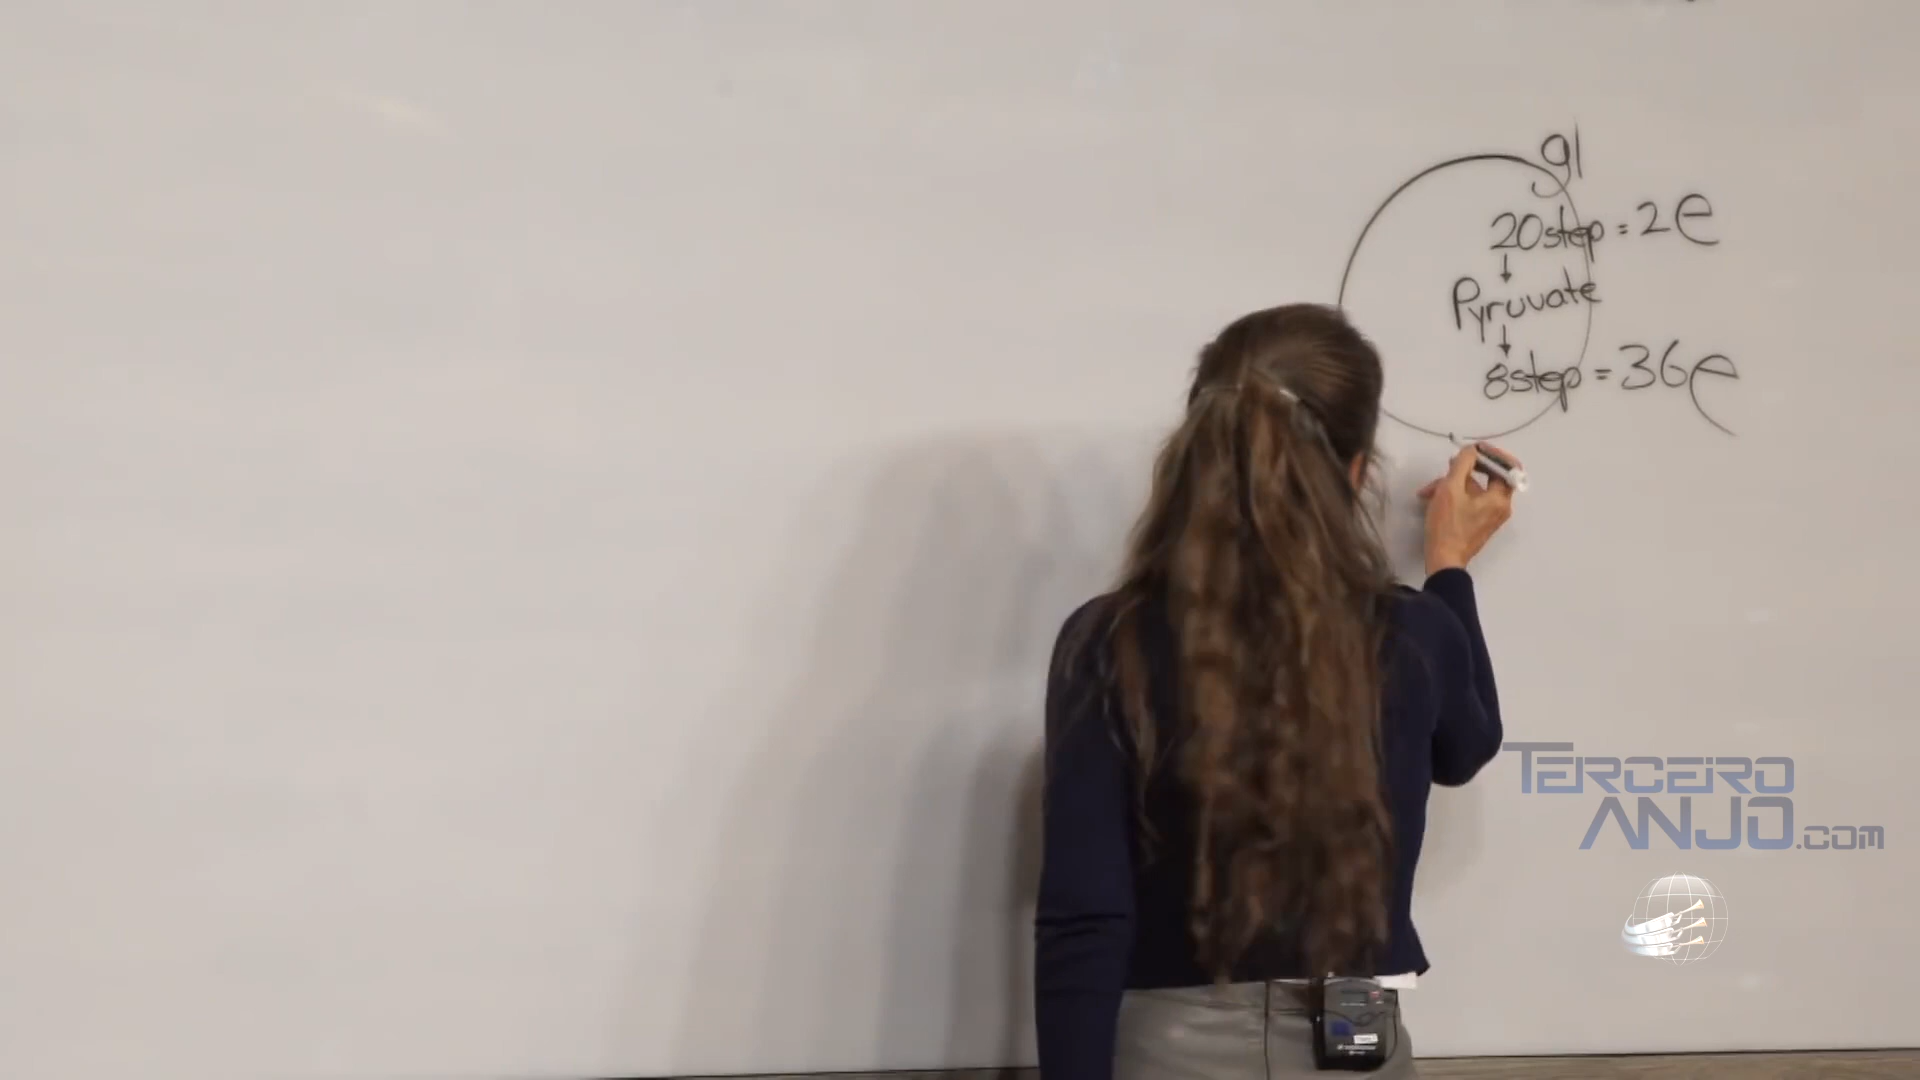 gl
20step = 2e
↓
Pyruvate
↓
8step = 36e
TERCEIRO
ANJO.COM